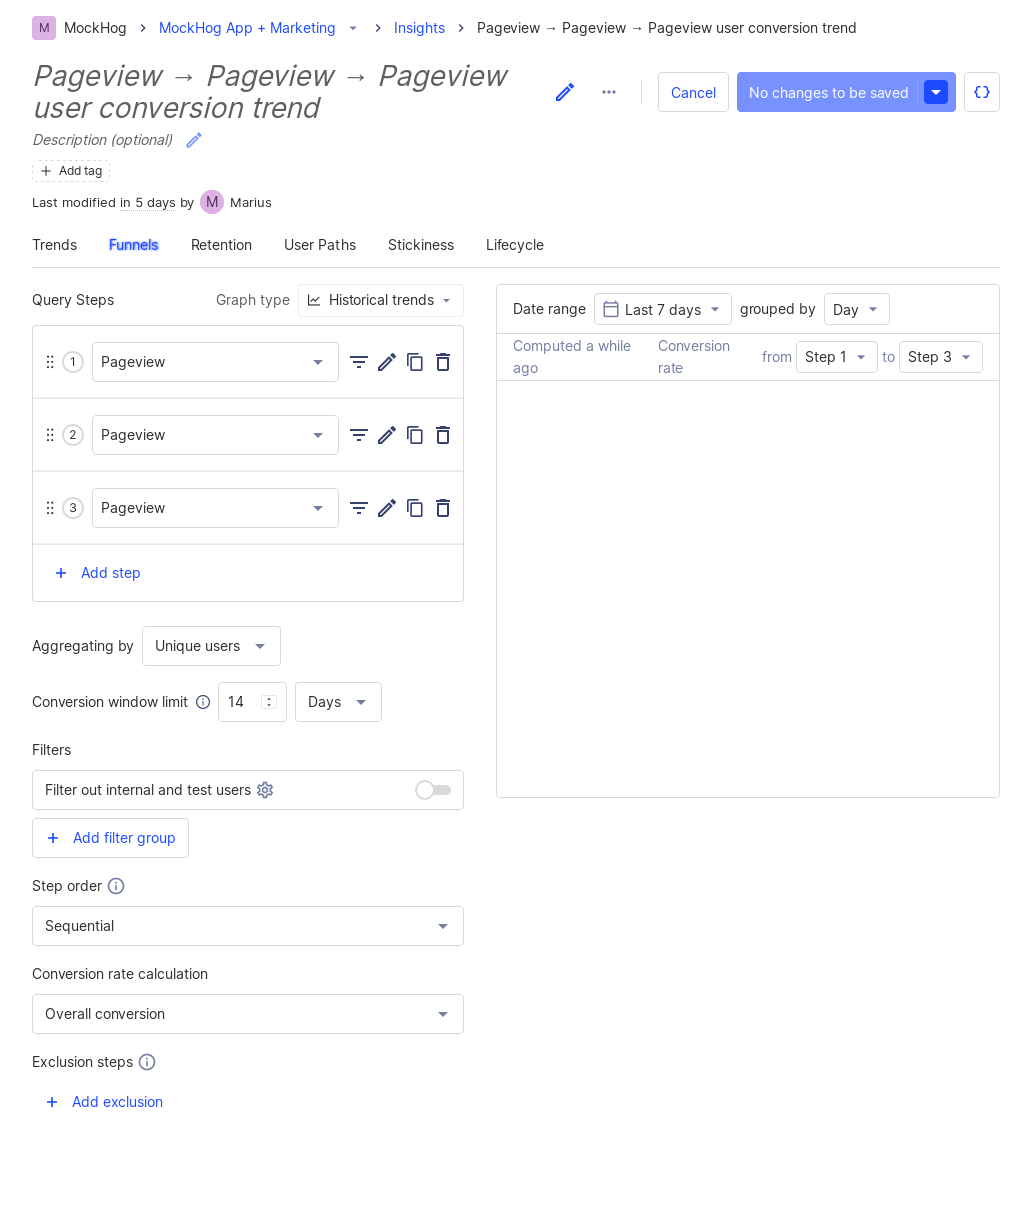 M MockHog MockHog App + Marketing Insights Pageview → Pageview → Pageview user conversion trend
Pageview → Pageview → Pageview
user conversion trend
Cancel No changes to be saved
Description (optional)
Add tag
Last modified in 5 days by M Marius
Trends Funnels Retention User Paths Stickiness Lifecycle
Query Steps Graph type Historical trends
1 Pageview
2 Pageview
3 Pageview
Add step
Aggregating by Unique users
Conversion window limit 14 Days
Filters
Filter out internal and test users
Add filter group
Step order
Sequential
Conversion rate calculation
Overall conversion
Exclusion steps
Add exclusion
Date range Last 7 days grouped by Day
Computed a while
ago
Conversion
rate
from Step 1 to Step 3